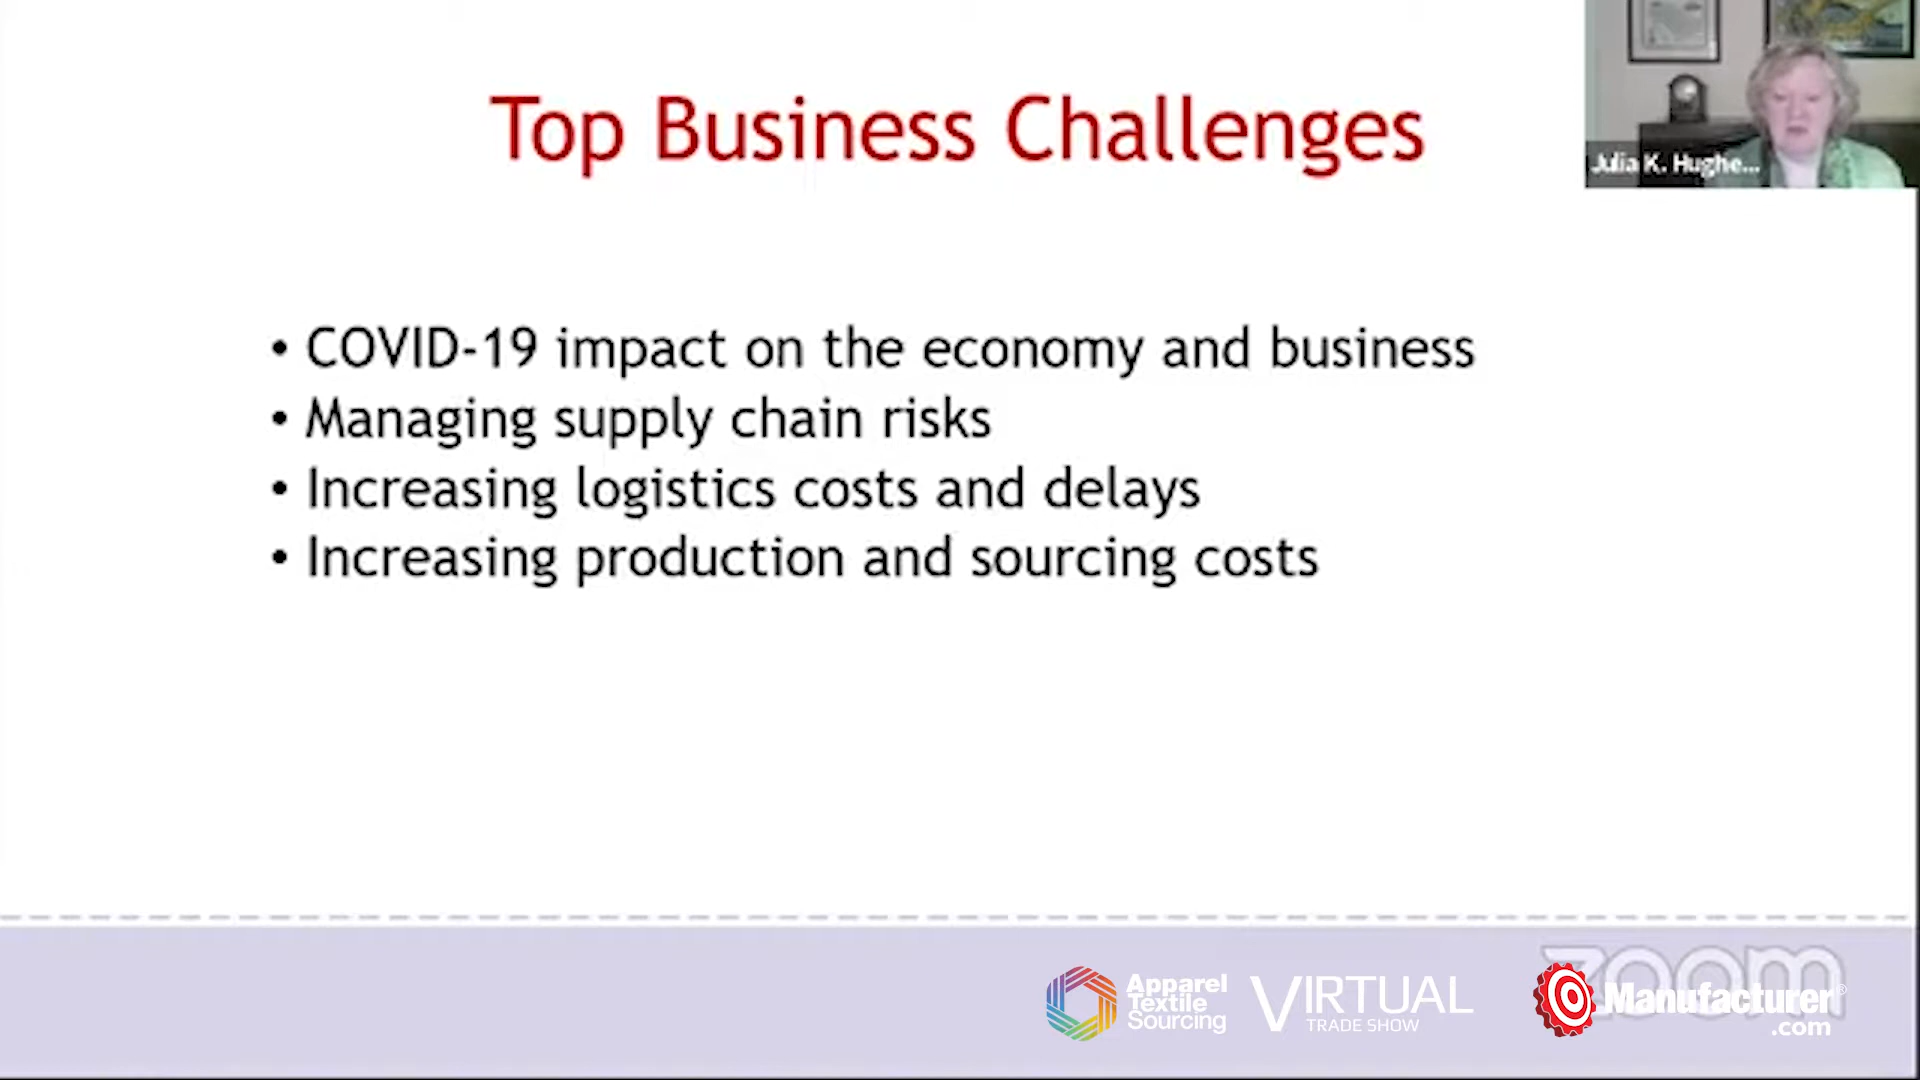 Top Business Challenges
Julia K. Hughe...
• COVID-19 impact on the economy and business
• Managing supply chain risks
• Increasing logistics costs and delays
• Increasing production and sourcing costs
zoom
Apparel
Textile
Sourcing
VIRTUAL
TRADE SHOW
Manufacturer®
.com